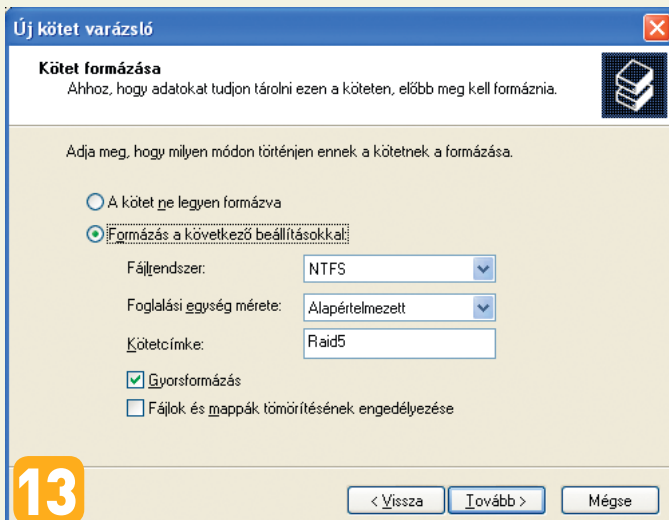 Új kötet varázsló
Kötet formázása
Ahhoz, hogy adatokat tudjon tárolni ezen a köteten, előbb meg kell formáznia.
Adja meg, hogy milyen módon történjen ennek a kötetnek a formázása.
A kötet ne legyen formázva
Formázás a következő beállításokkal:
Fájlrendszer: NTFS
Foglalási egység mérete: Alapértelmezett
Kötetcímke: Raid5
Gyorsformázás
Fájlok és mappák tömörítésének engedélyezése
13
< Vissza Tovább > Mégse